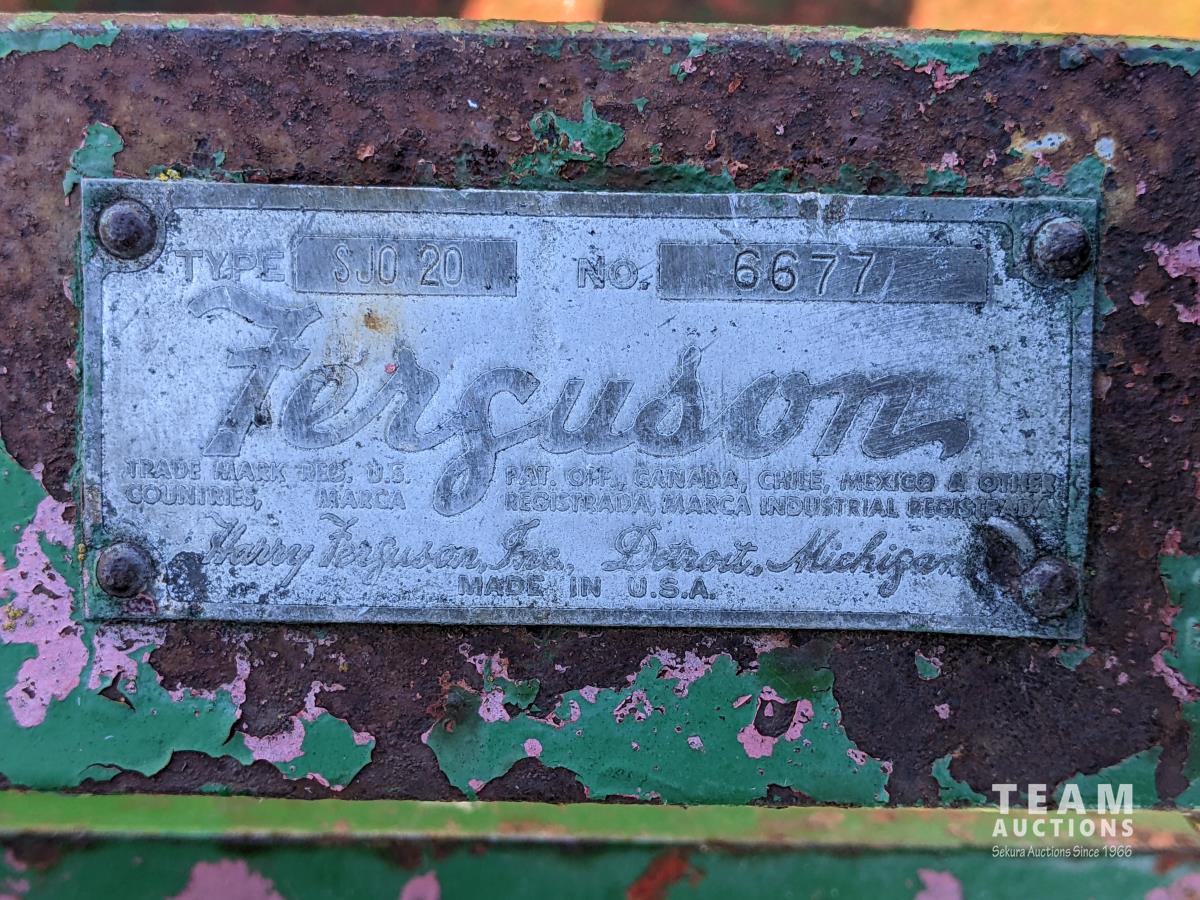 TYPE SJO 20 NO. 6677
Ferguson
TRADE MARK REG. U.S. PAT. OFF., CANADA, CHILE, MEXICO & OTHER
COUNTRIES, MARCA REGISTRADA, MARCA INDUSTRIAL REGISTRADA
Harry Ferguson, Inc., Detroit, Michigan
MADE IN U.S.A.
TEAM
AUCTIONS
Sekura Auctions Since 1966